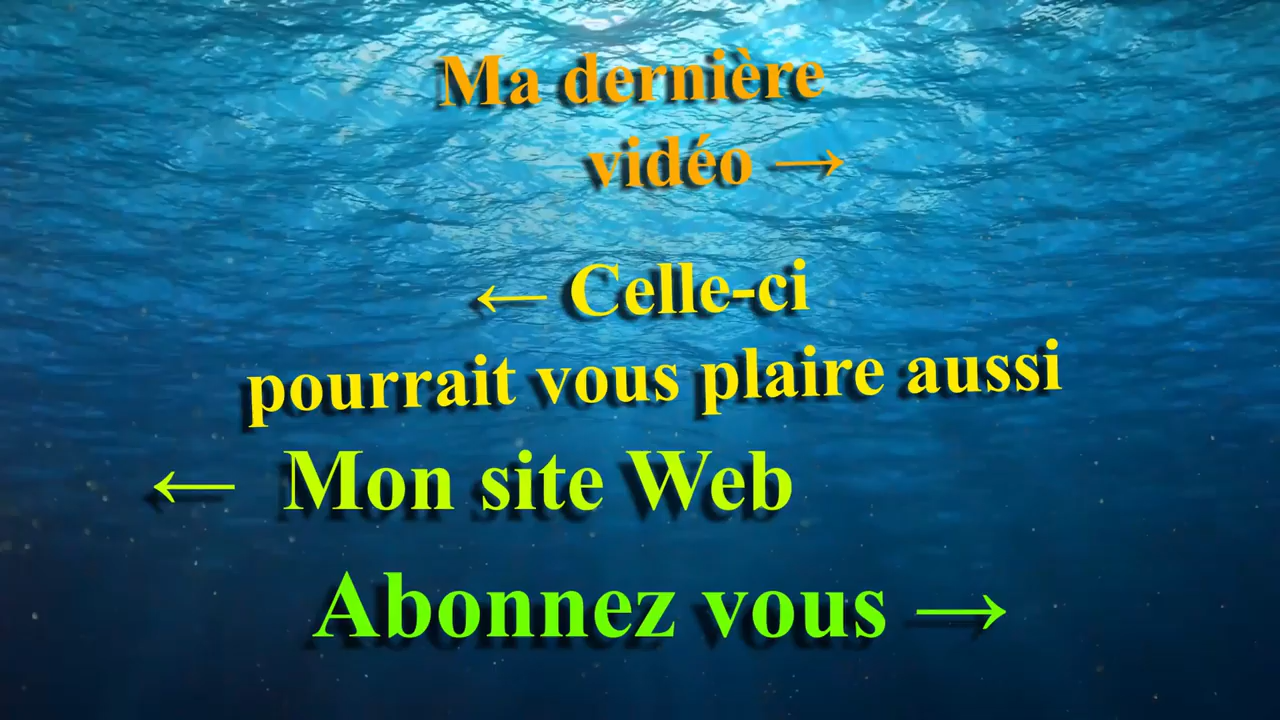 Ma dernière
vidéo →
← Celle-ci
pourrait vous plaire aussi
← Mon site Web
Abonnez vous →